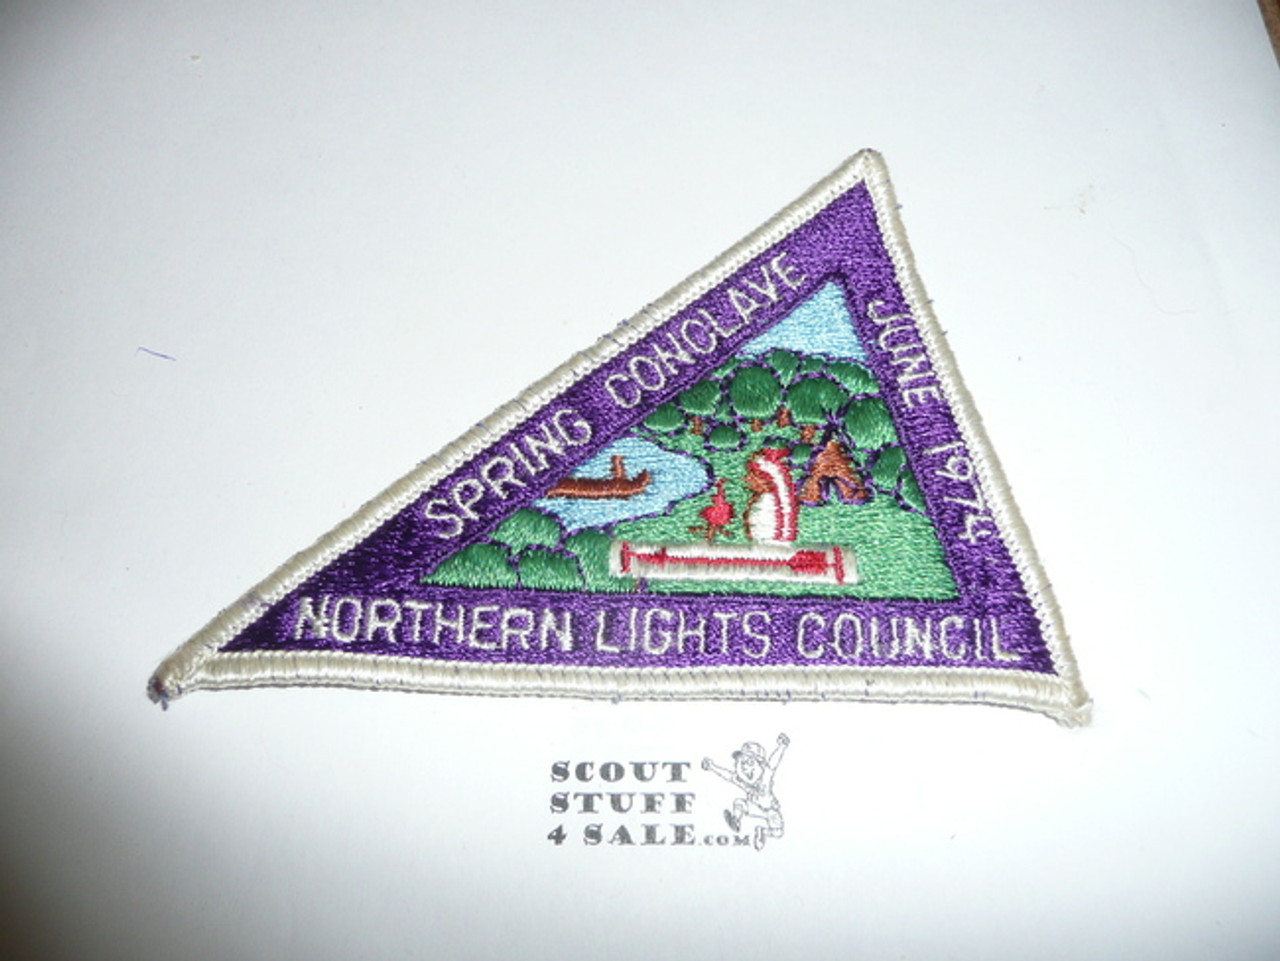 SPRING CONCLAVE
JUNE 1974
NORTHERN LIGHTS COUNCIL
SCOUT
STUFF
4 SALE.COM